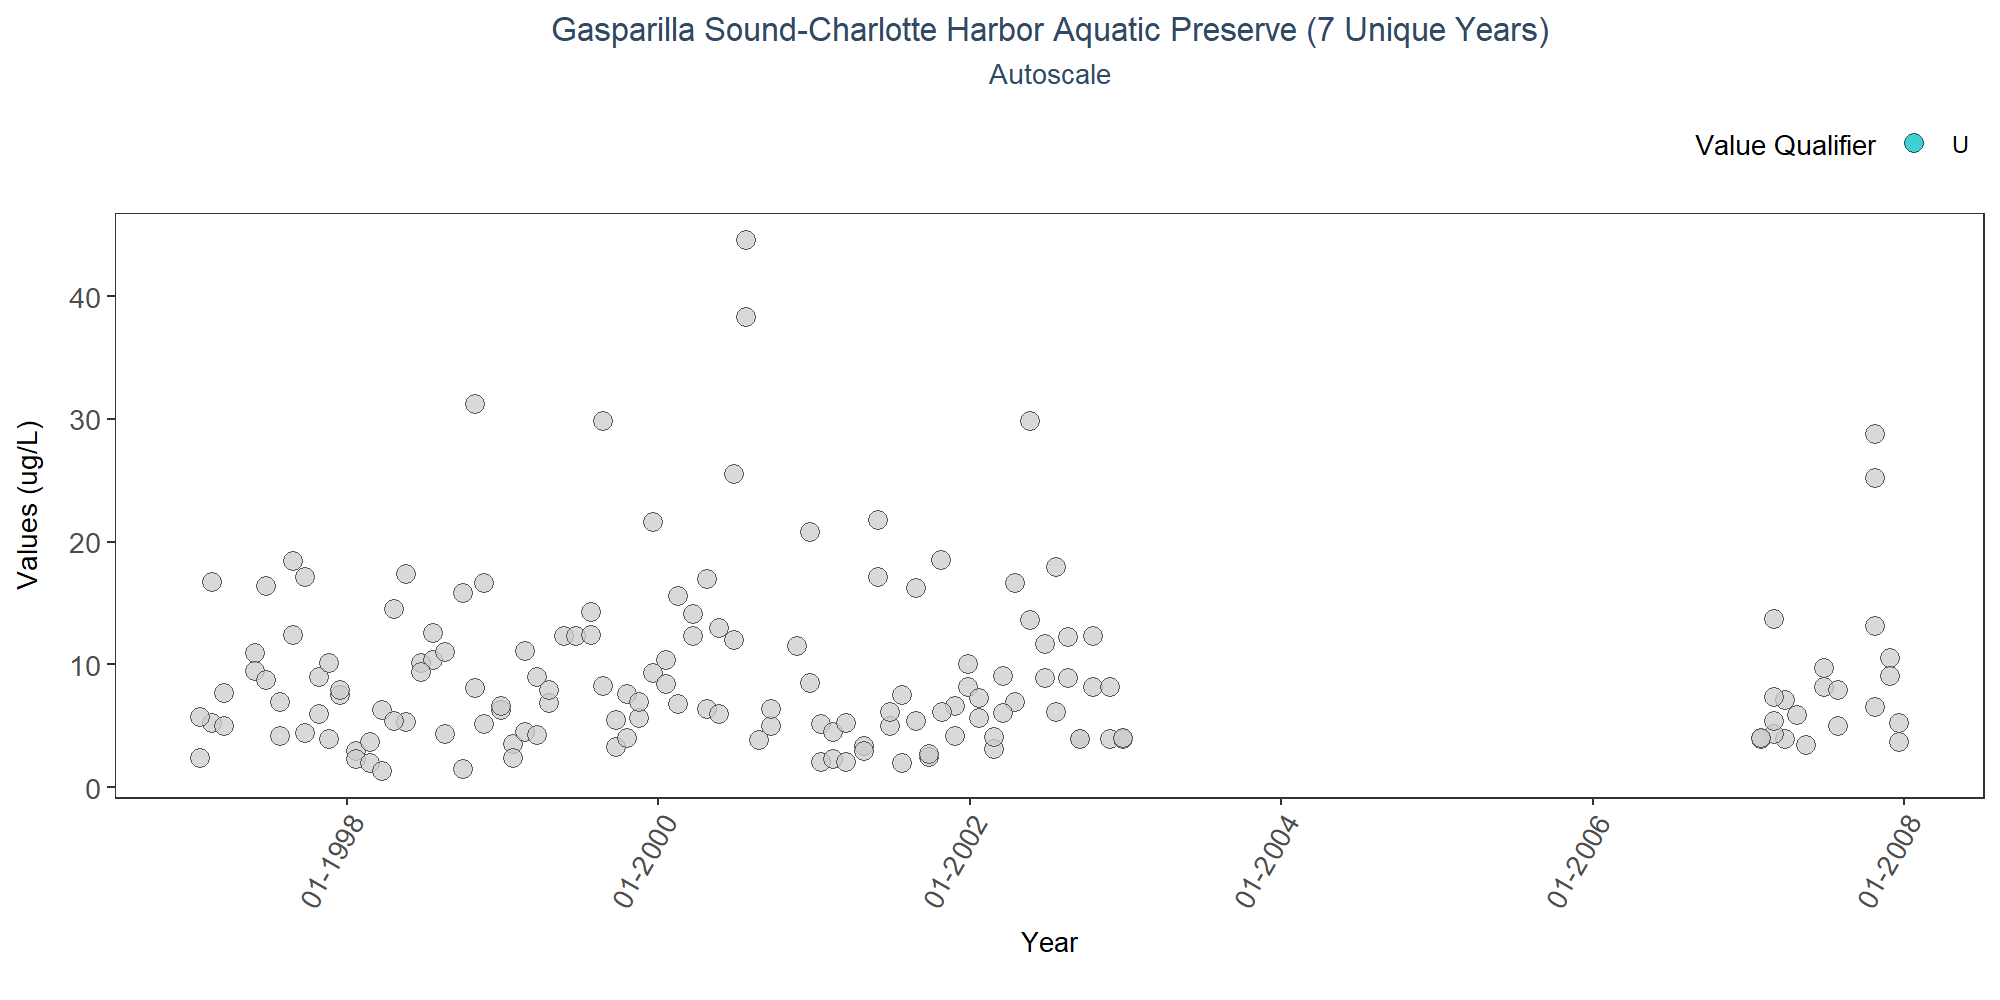 Gasparilla Sound-Charlotte Harbor Aquatic Preserve (7 Unique Years)
Autoscale
Value Qualifier U
Values (ug/L)
40
30
20
10
0
01-1998 01-2000 01-2002 01-2004 01-2006 01-2008
Year